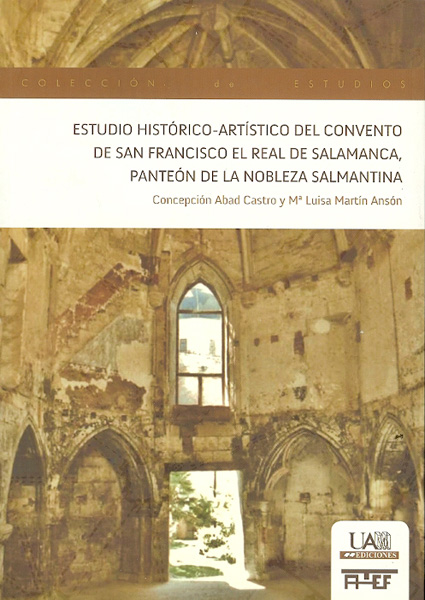 COLECCIÓN de ESTUDIOS
ESTUDIO HISTÓRICO-ARTÍSTICO DEL CONVENTO
DE SAN FRANCISCO EL REAL DE SALAMANCA,
PANTEÓN DE LA NOBLEZA SALMANTINA
Concepción Abad Castro y Mª Luisa Martín Ansón
UAM
EDICIONES